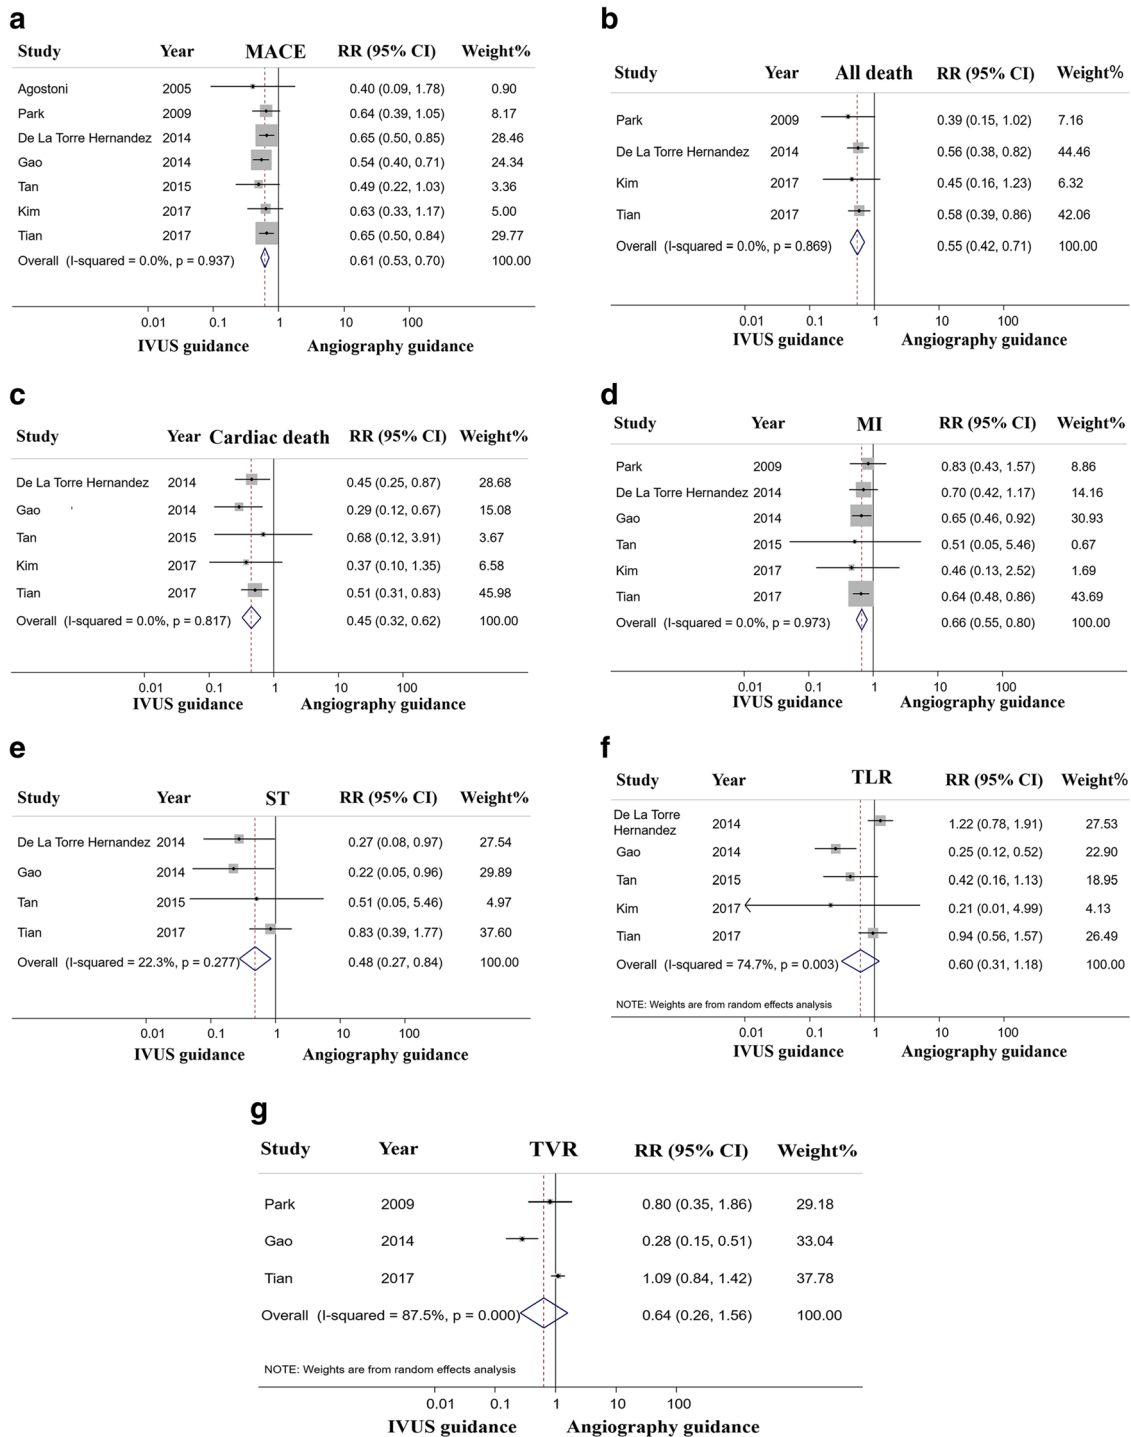 a
Study Year MACE RR (95% CI) Weight%
Agostoni 2005 0.40 (0.09, 1.78) 0.90
Park 2009 0.64 (0.39, 1.05) 8.17
De La Torre Hernandez 2014 0.65 (0.50, 0.85) 28.46
Gao 2014 0.54 (0.40, 0.71) 24.34
Tan 2015 0.49 (0.22, 1.03) 3.36
Kim 2017 0.63 (0.33, 1.17) 5.00
Tian 2017 0.65 (0.50, 0.84) 29.77
Overall (I-squared = 0.0%, p = 0.937) 0.61 (0.53, 0.70) 100.00
0.01 0.1 1 10 100
IVUS guidance Angiography guidance
b
Study Year All death RR (95% CI) Weight%
Park 2009 0.39 (0.15, 1.02) 7.16
De La Torre Hernandez 2014 0.56 (0.38, 0.82) 44.46
Kim 2017 0.45 (0.16, 1.23) 6.32
Tian 2017 0.58 (0.39, 0.86) 42.06
Overall (I-squared = 0.0%, p = 0.869) 0.55 (0.42, 0.71) 100.00
0.01 0.1 1 10 100
IVUS guidance Angiography guidance
c
Study Year Cardiac death RR (95% CI) Weight%
De La Torre Hernandez 2014 0.45 (0.25, 0.87) 28.68
Gao 2014 0.29 (0.12, 0.67) 15.08
Tan 2015 0.68 (0.12, 3.91) 3.67
Kim 2017 0.37 (0.10, 1.35) 6.58
Tian 2017 0.51 (0.31, 0.83) 45.98
Overall (I-squared = 0.0%, p = 0.817) 0.45 (0.32, 0.62) 100.00
0.01 0.1 1 10 100
IVUS guidance Angiography guidance
d
Study Year MI RR (95% CI) Weight%
Park 2009 0.83 (0.43, 1.57) 8.86
De La Torre Hernandez 2014 0.70 (0.42, 1.17) 14.16
Gao 2014 0.65 (0.46, 0.92) 30.93
Tan 2015 0.51 (0.05, 5.46) 0.67
Kim 2017 0.46 (0.13, 2.52) 1.69
Tian 2017 0.64 (0.48, 0.86) 43.69
Overall (I-squared = 0.0%, p = 0.973) 0.66 (0.55, 0.80) 100.00
0.01 0.1 1 10 100
IVUS guidance Angiography guidance
e
Study Year ST RR (95% CI) Weight%
De La Torre Hernandez 2014 0.27 (0.08, 0.97) 27.54
Gao 2014 0.22 (0.05, 0.96) 29.89
Tan 2015 0.51 (0.05, 5.46) 4.97
Tian 2017 0.83 (0.39, 1.77) 37.60
Overall (I-squared = 22.3%, p = 0.277) 0.48 (0.27, 0.84) 100.00
0.01 0.1 1 10 100
IVUS guidance Angiography guidance
f
Study Year TLR RR (95% CI) Weight%
De La Torre
Hernandez 2014 1.22 (0.78, 1.91) 27.53
Gao 2014 0.25 (0.12, 0.52) 22.90
Tan 2015 0.42 (0.16, 1.13) 18.95
Kim 2017 0.21 (0.01, 4.99) 4.13
Tian 2017 0.94 (0.56, 1.57) 26.49
Overall (I-squared = 74.7%, p = 0.003) 0.60 (0.31, 1.18) 100.00
NOTE: Weights are from random effects analysis
0.01 0.1 1 10 100
IVUS guidance Angiography guidance
g
Study Year TVR RR (95% CI) Weight%
Park 2009 0.80 (0.35, 1.86) 29.18
Gao 2014 0.28 (0.15, 0.51) 33.04
Tian 2017 1.09 (0.84, 1.42) 37.78
Overall (I-squared = 87.5%, p = 0.000) 0.64 (0.26, 1.56) 100.00
NOTE: Weights are from random effects analysis
0.01 0.1 1 10 100
IVUS guidance Angiography guidance